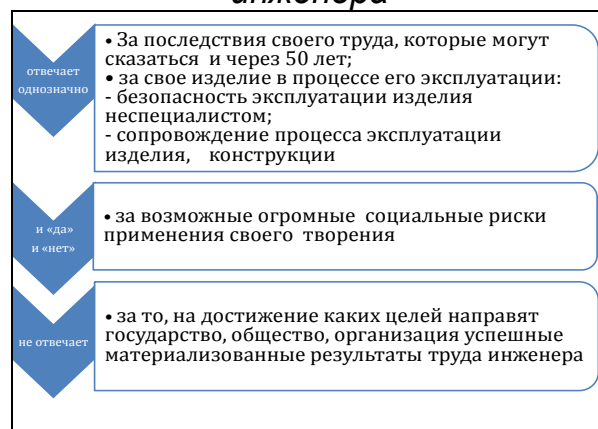 инженера
отвечает
однозначно
• За последствия своего труда, которые могут
сказаться и через 50 лет;
• за свое изделие в процессе его эксплуатации:
- безопасность эксплуатации изделия
неспециалистом;
- сопровождение процесса эксплуатации
изделия, конструкции
и «да»
и «нет»
• за возможные огромные социальные риски
применения своего творения
не отвечает
• за то, на достижение каких целей направят
государство, общество, организация успешные
материализованные результаты труда инженера